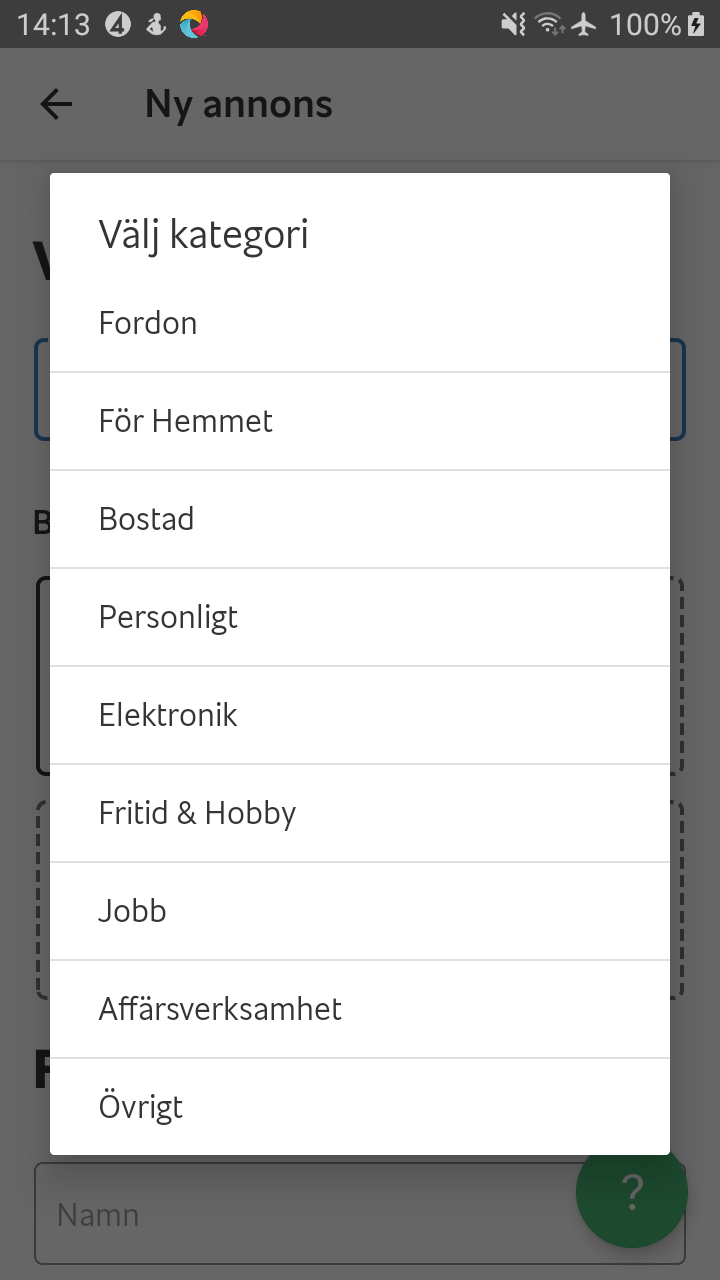 14:13
100%
Ny annons
Välj kategori
Fordon
För Hemmet
Bostad
Personligt
Elektronik
Fritid & Hobby
Jobb
Affärsverksamhet
Övrigt
Namn
?